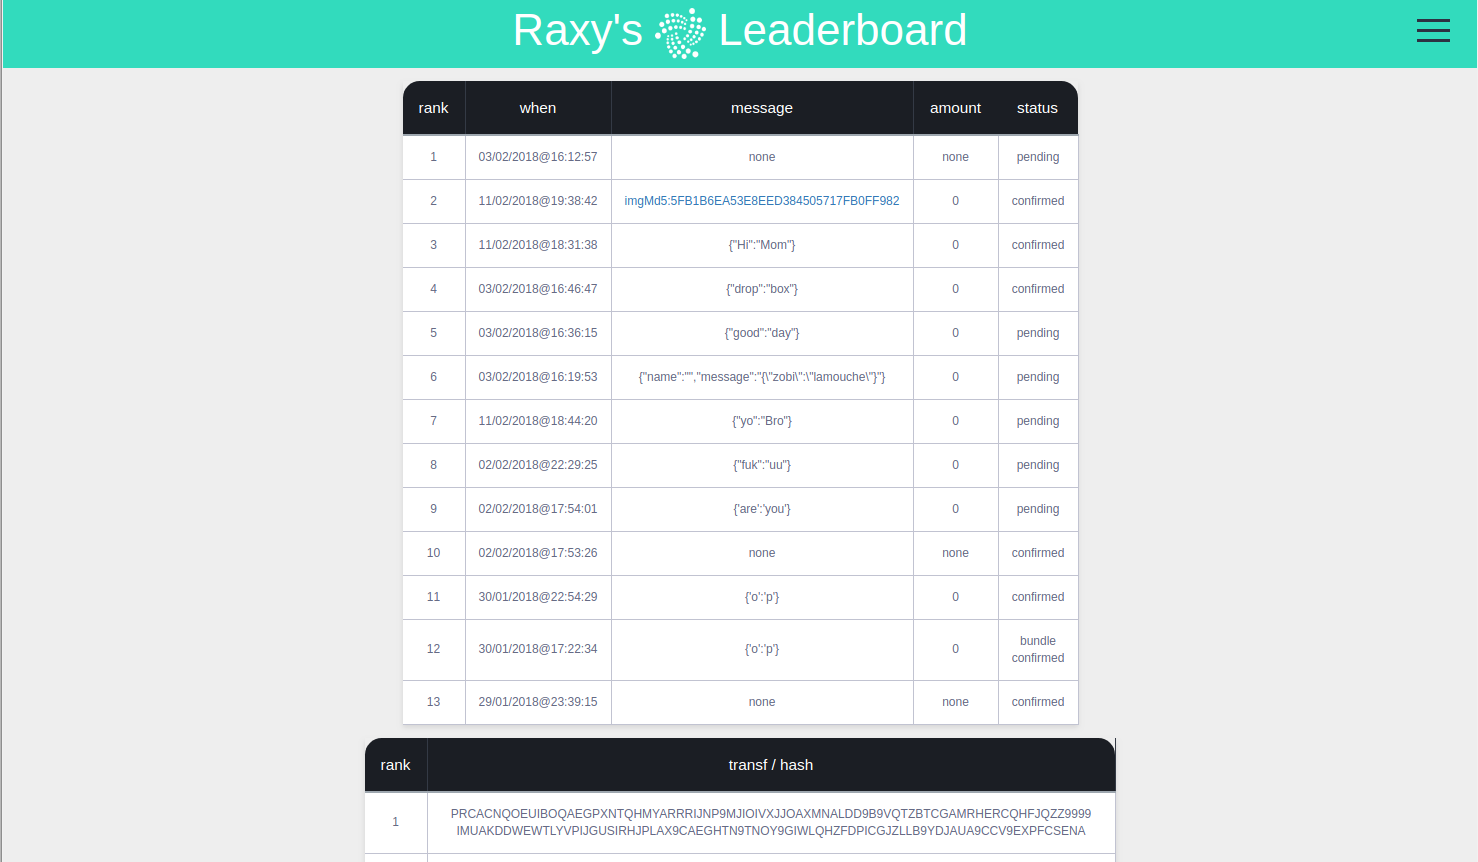 Raxy's Leaderboard
rank when message amount status
1 03/02/2018@16:12:57 none none pending
2 11/02/2018@19:38:42 imgMd5:5FB1B6EA53E8EED384505717FB0FF982 0 confirmed
3 11/02/2018@18:31:38 {"Hi":"Mom"} 0 confirmed
4 03/02/2018@16:46:47 {"drop":"box"} 0 confirmed
5 03/02/2018@16:36:15 {"good":"day"} 0 pending
6 03/02/2018@16:19:53 {"name":"","message":"{\"zobi\":\"lamouche\"}"} 0 pending
7 11/02/2018@18:44:20 {"yo":"Bro"} 0 pending
8 02/02/2018@22:29:25 {"fuk":"uu"} 0 pending
9 02/02/2018@17:54:01 {'are':'you'} 0 pending
10 02/02/2018@17:53:26 none none confirmed
11 30/01/2018@22:54:29 {'o':'p'} 0 confirmed
12 30/01/2018@17:22:34 {'o':'p'} 0 bundle
confirmed
13 29/01/2018@23:39:15 none none confirmed
rank transf / hash
1 PRCACNQOEUIBOQAEGPXNTQHMYARRRIJNP9MJIOIVXJJOAXMNALDD9B9VQTZBTCGAMRHERCQHFJQZZ9999
IMUAKDDWEWTLYVPIJGUSIRHJPLAX9CAEGHTN9TNOY9GIWLQHZFDPICGJZLLB9YDJAUA9CCV9EXPFCSENA